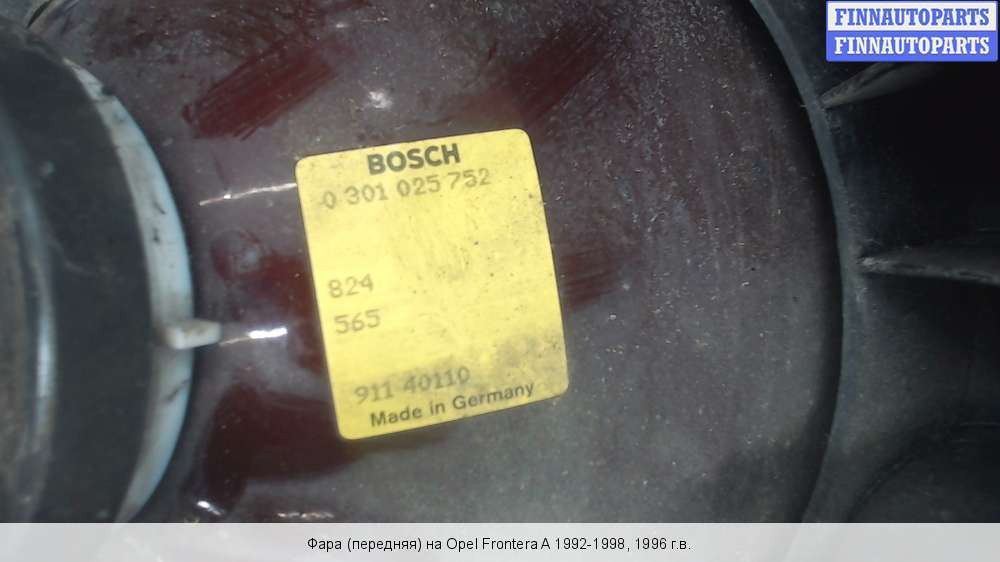 FINNAUTOPARTS
FINNAUTOPARTS
BOSCH
0 301 025 752
824
565
911 40110
Made in Germany
Фара (передняя) на Opel Frontera A 1992-1998, 1996 г.в.